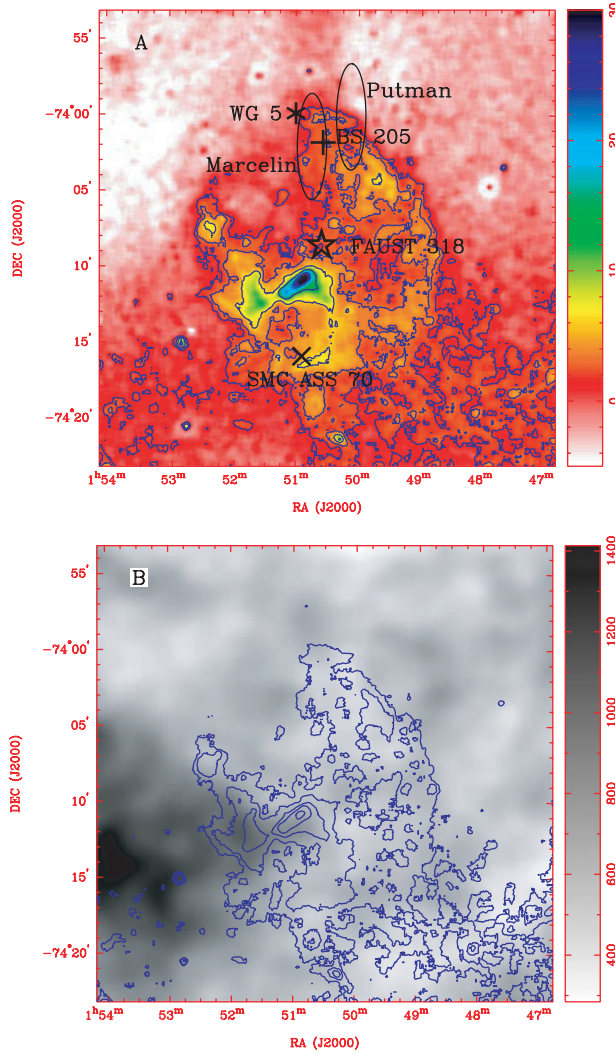 A
30
20
10
0
55'
-74°00'
05'
10'
15'
-74°20'
DEC (J2000)
WG 5
Putman
BS 205
Marcelin
FAUST 318
SMC ASS 70
1h54m 53m 52m 51m 50m 49m 48m 47m
RA (J2000)
B
1400
1200
1000
800
600
400
55'
-74°00'
05'
10'
15'
-74°20'
DEC (J2000)
1h54m 53m 52m 51m 50m 49m 48m 47m
RA (J2000)